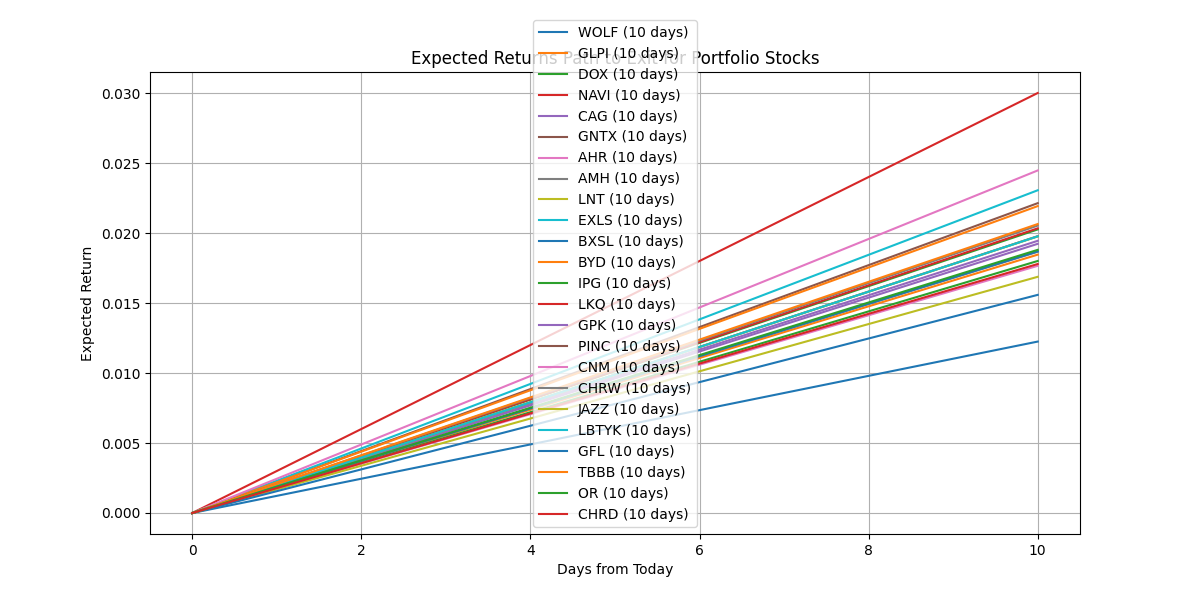 Expected Returns Path to Exit for Portfolio Stocks
WOLF (10 days)
GLPI (10 days)
DOX (10 days)
NAVI (10 days)
CAG (10 days)
GNTX (10 days)
AHR (10 days)
AMH (10 days)
LNT (10 days)
EXLS (10 days)
BXSL (10 days)
BYD (10 days)
IPG (10 days)
LKQ (10 days)
GPK (10 days)
PINC (10 days)
CNM (10 days)
CHRW (10 days)
JAZZ (10 days)
LBTYK (10 days)
GFL (10 days)
TBBB (10 days)
OR (10 days)
CHRD (10 days)
Expected Return
0.030
0.025
0.020
0.015
0.010
0.005
0.000
0 2 4 6 8 10
Days from Today